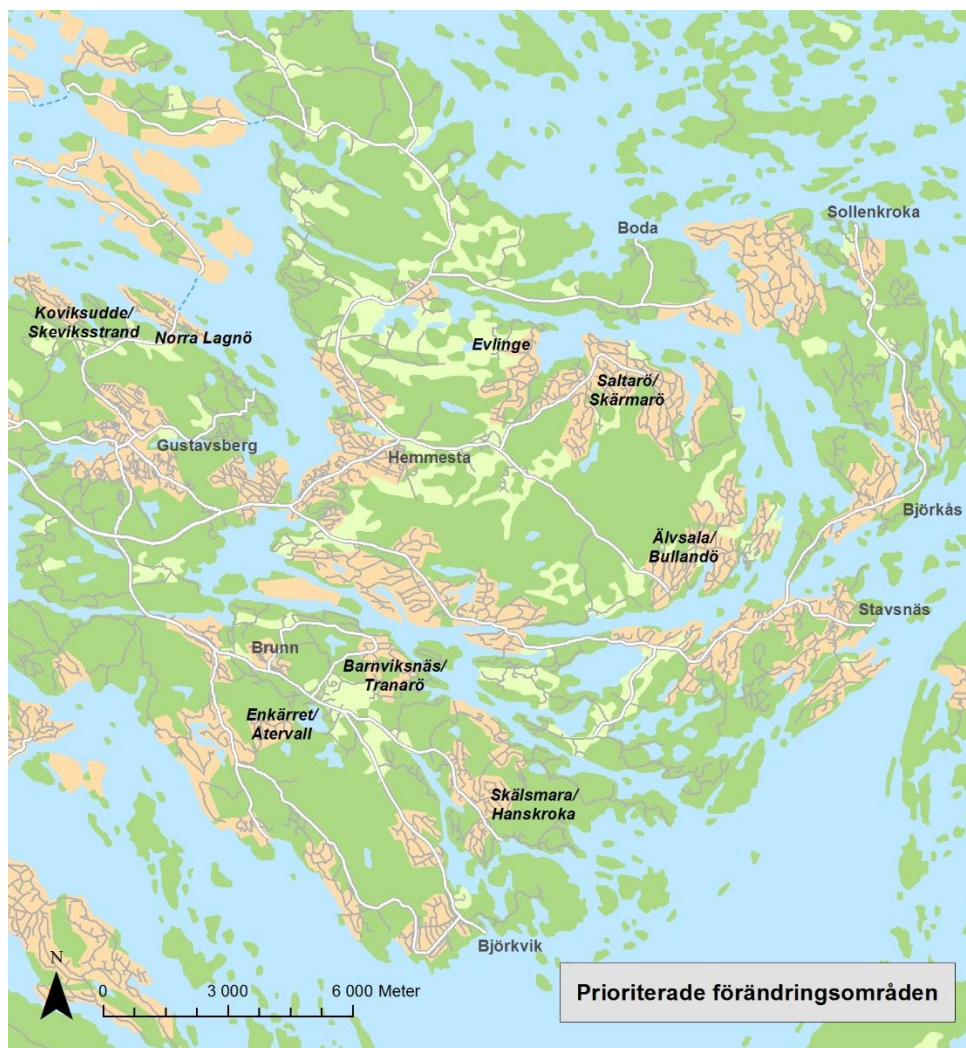 Boda
Sollenkroka
Koviksudde/
Skeviksstrand
Norra Lagnö
Evlinge
Saltarö/
Skärmarö
Gustavsberg
Hemmesta
Björkås
Älvsala/
Bullandö
Stavsnäs
Brunn
Barnviksnäs/
Tranarö
Enkärret/
Återvall
Skälsmara/
Hanskroka
Björkvik
N
0 3 000 6 000 Meter
Prioriterade förändringsområden